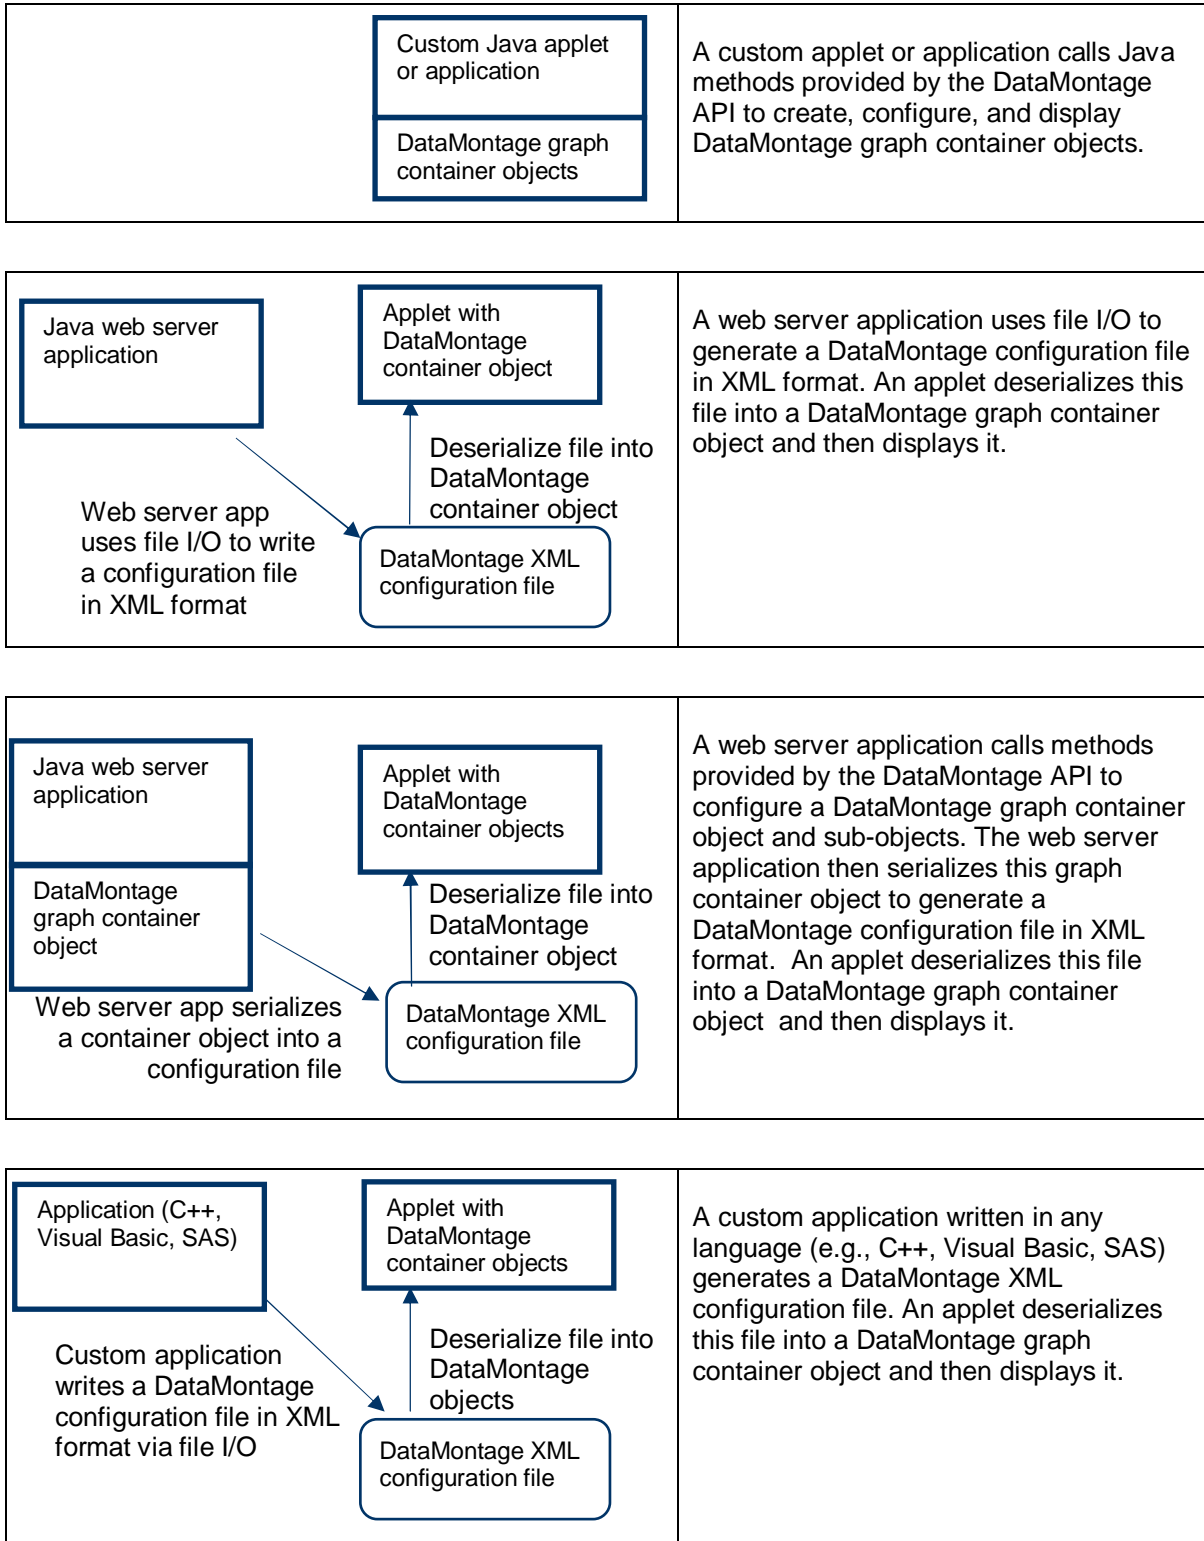 Custom Java applet
or application
DataMontage graph
container objects
A custom applet or application calls Java
methods provided by the DataMontage
API to create, configure, and display
DataMontage graph container objects.
Java web server
application
Applet with
DataMontage
container object
Deserialize file into
DataMontage
container object
Web server app
uses file I/O to write
a configuration file
in XML format
DataMontage XML
configuration file
A web server application uses file I/O to
generate a DataMontage configuration file
in XML format. An applet deserializes this
file into a DataMontage graph container
object and then displays it.
Java web server
application
DataMontage
graph container
object
Applet with
DataMontage
container objects
Deserialize file into
DataMontage
container object
Web server app serializes
a container object into a
configuration file
DataMontage XML
configuration file
A web server application calls methods
provided by the DataMontage API to
configure a DataMontage graph container
object and sub-objects. The web server
application then serializes this graph
container object to generate a
DataMontage configuration file in XML
format.  An applet deserializes this file
into a DataMontage graph container
object  and then displays it.
Application (C++,
Visual Basic, SAS)
Applet with
DataMontage
container objects
Deserialize file into
DataMontage
objects
Custom application
writes a DataMontage
configuration file in XML
format via file I/O
DataMontage XML
configuration file
A custom application written in any
language (e.g., C++, Visual Basic, SAS)
generates a DataMontage XML
configuration file. An applet deserializes
this file into a DataMontage graph
container object and then displays it.